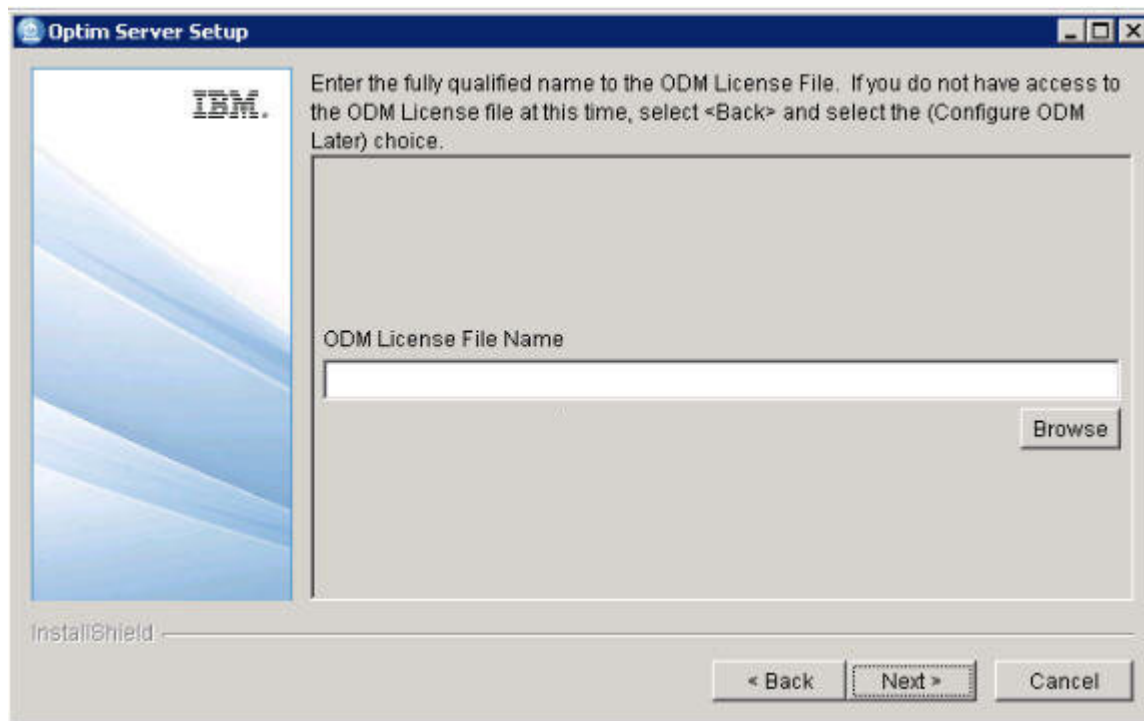 Optim Server Setup
IBM.
Enter the fully qualified name to the ODM License File. If you do not have access to
the ODM License file at this time, select <Back> and select the (Configure ODM
Later) choice.
ODM License File Name
Browse
InstallShield
< Back
Next >
Cancel